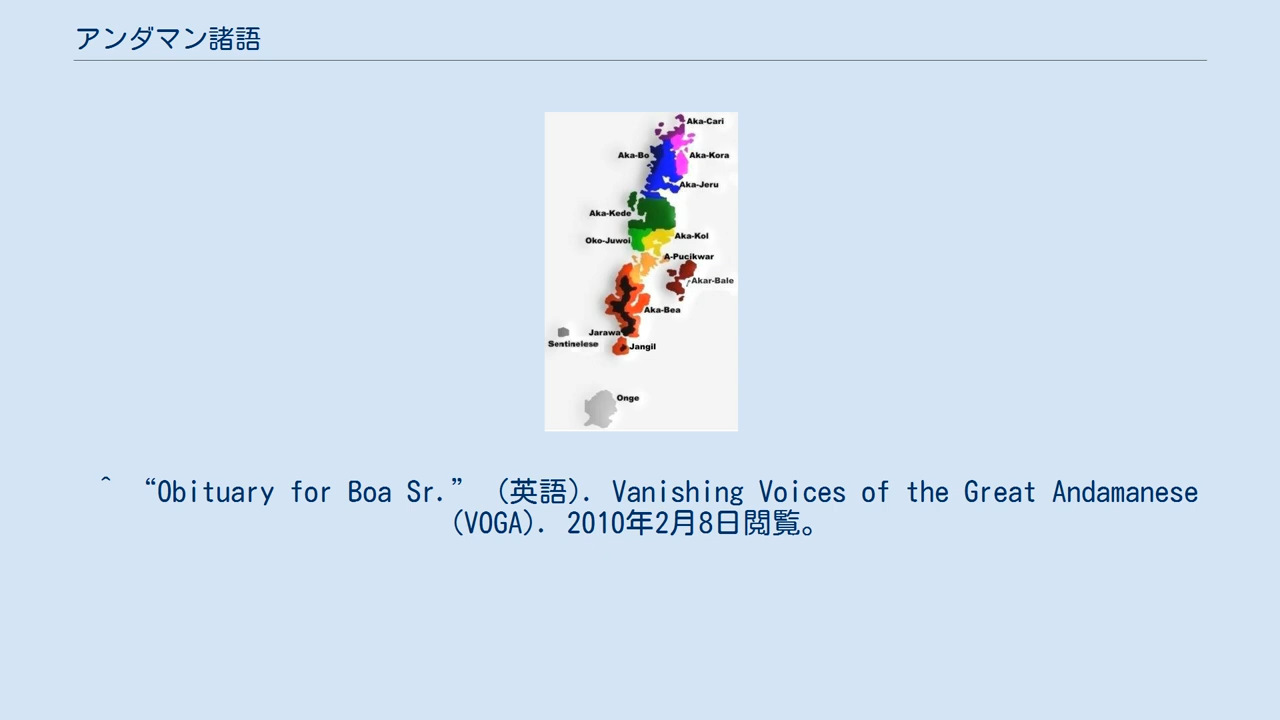 アンダマン諸語
Aka-Cari
Aka-Bo
Aka-Kora
Aka-Jeru
Aka-Kede
Aka-Kol
Oko-Juwoi
A-Pucikwar
Akar-Bale
Aka-Bea
Jarawa
Sentinelese
Jangil
Onge
^ “Obituary for Boa Sr.” (英語). Vanishing Voices of the Great Andamanese
(VOGA). 2010年2月8日閲覧。